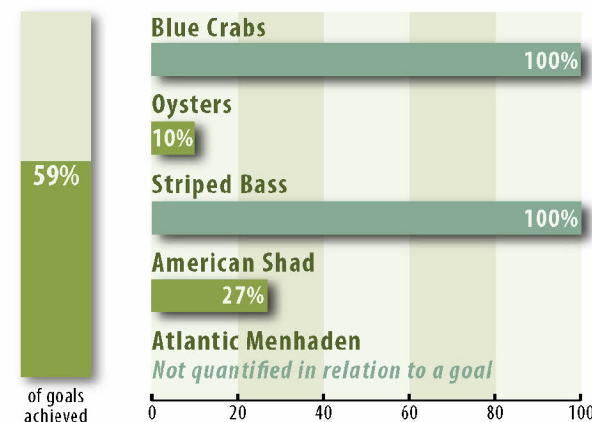 59%
of goals
achieved
Blue Crabs
100%
Oysters
10%
Striped Bass
100%
American Shad
27%
Atlantic Menhaden
Not quantified in relation to a goal
0 20 40 60 80 100